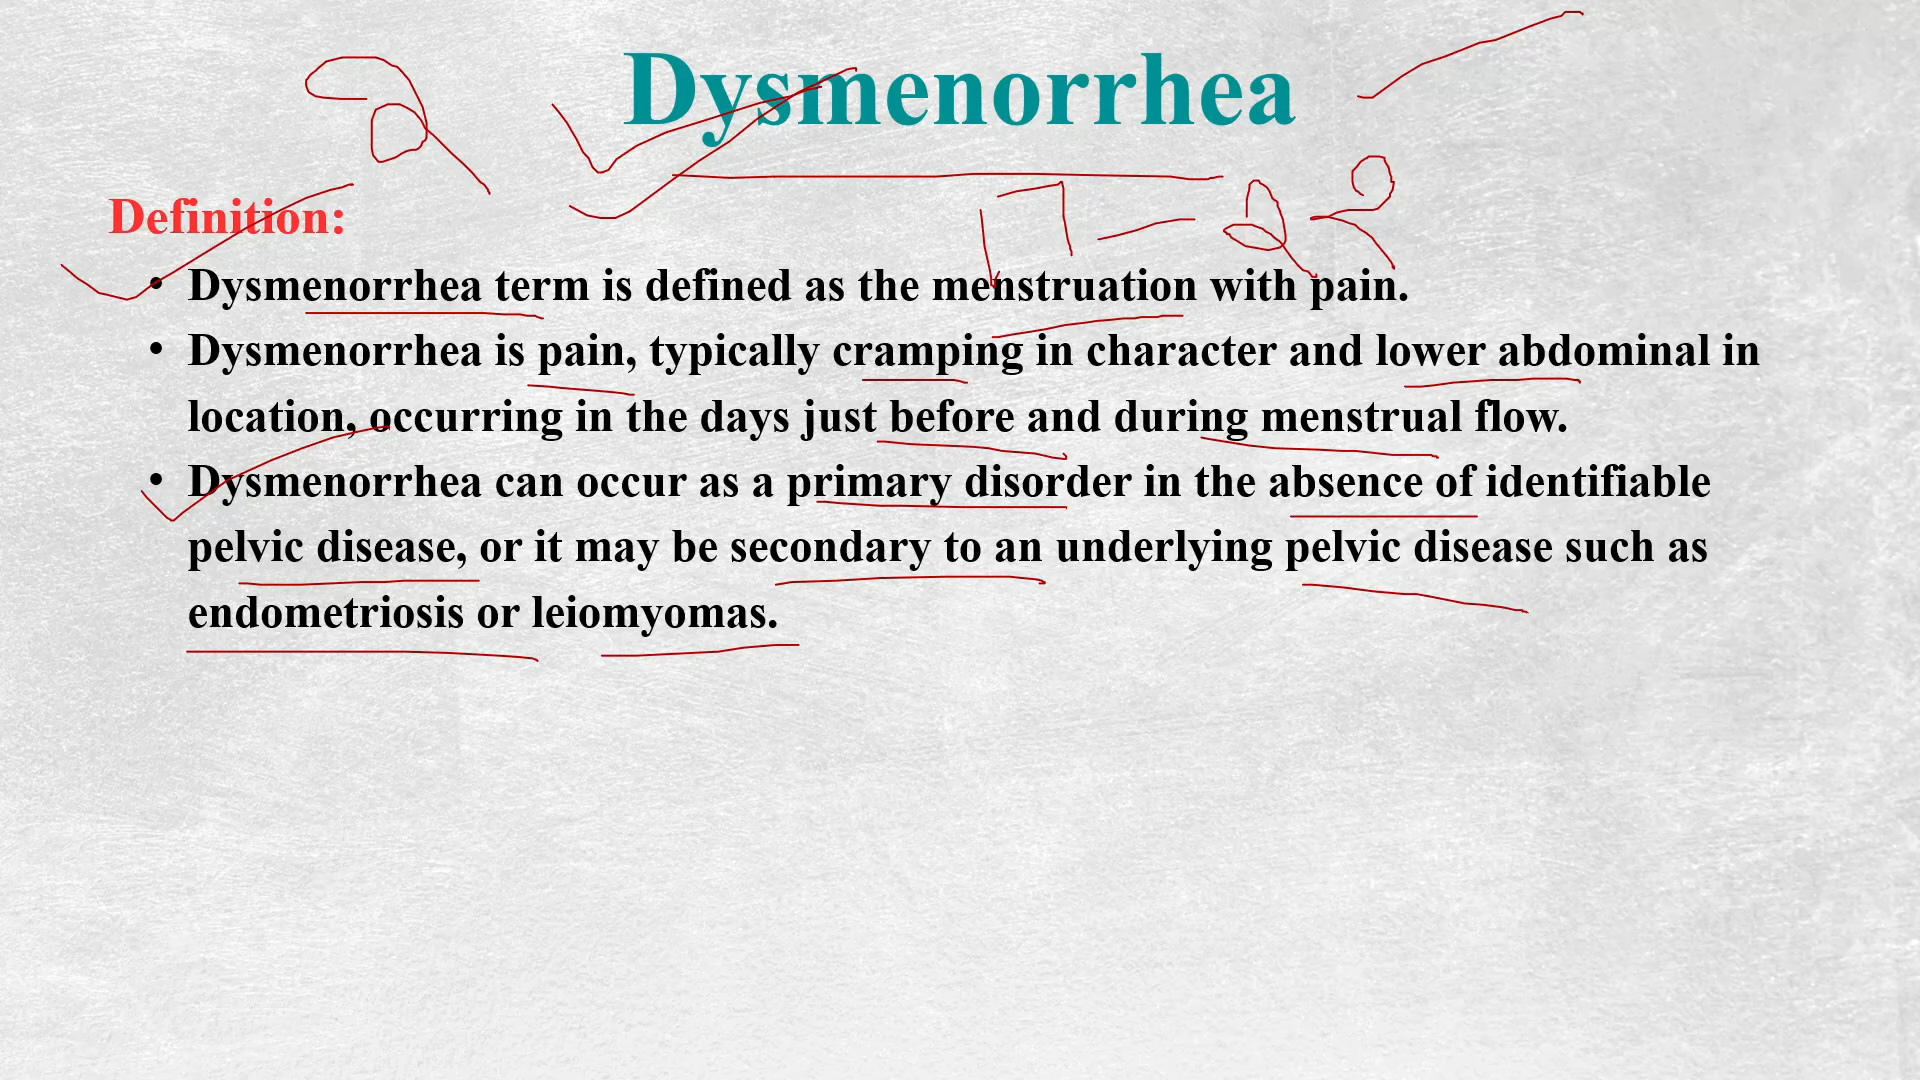 Dysmenorrhea
Definition:
• Dysmenorrhea term is defined as the menstruation with pain.
• Dysmenorrhea is pain, typically cramping in character and lower abdominal in
location, occurring in the days just before and during menstrual flow.
• Dysmenorrhea can occur as a primary disorder in the absence of identifiable
pelvic disease, or it may be secondary to an underlying pelvic disease such as
endometriosis or leiomyomas.